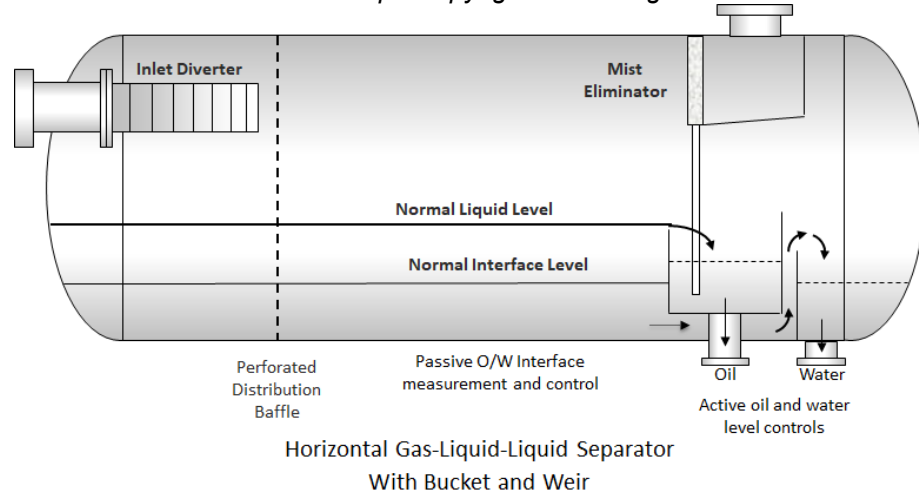 Inlet Diverter
Mist
Eliminator
Normal Liquid Level
Normal Interface Level
Perforated
Distribution
Baffle
Passive O/W Interface
measurement and control
Oil
Water
Active oil and water
level controls
Horizontal Gas-Liquid-Liquid Separator
With Bucket and Weir